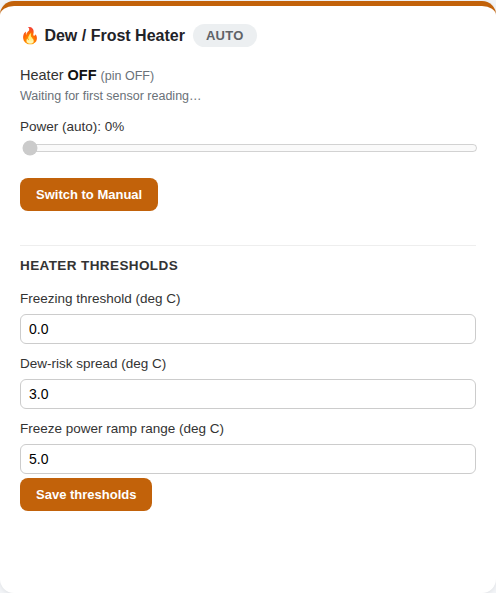 🔥 Dew / Frost Heater AUTO
Heater OFF (pin OFF)
Waiting for first sensor reading…
Power (auto): 0%
Switch to Manual
HEATER THRESHOLDS
Freezing threshold (deg C)
0.0
Dew-risk spread (deg C)
3.0
Freeze power ramp range (deg C)
5.0
Save thresholds